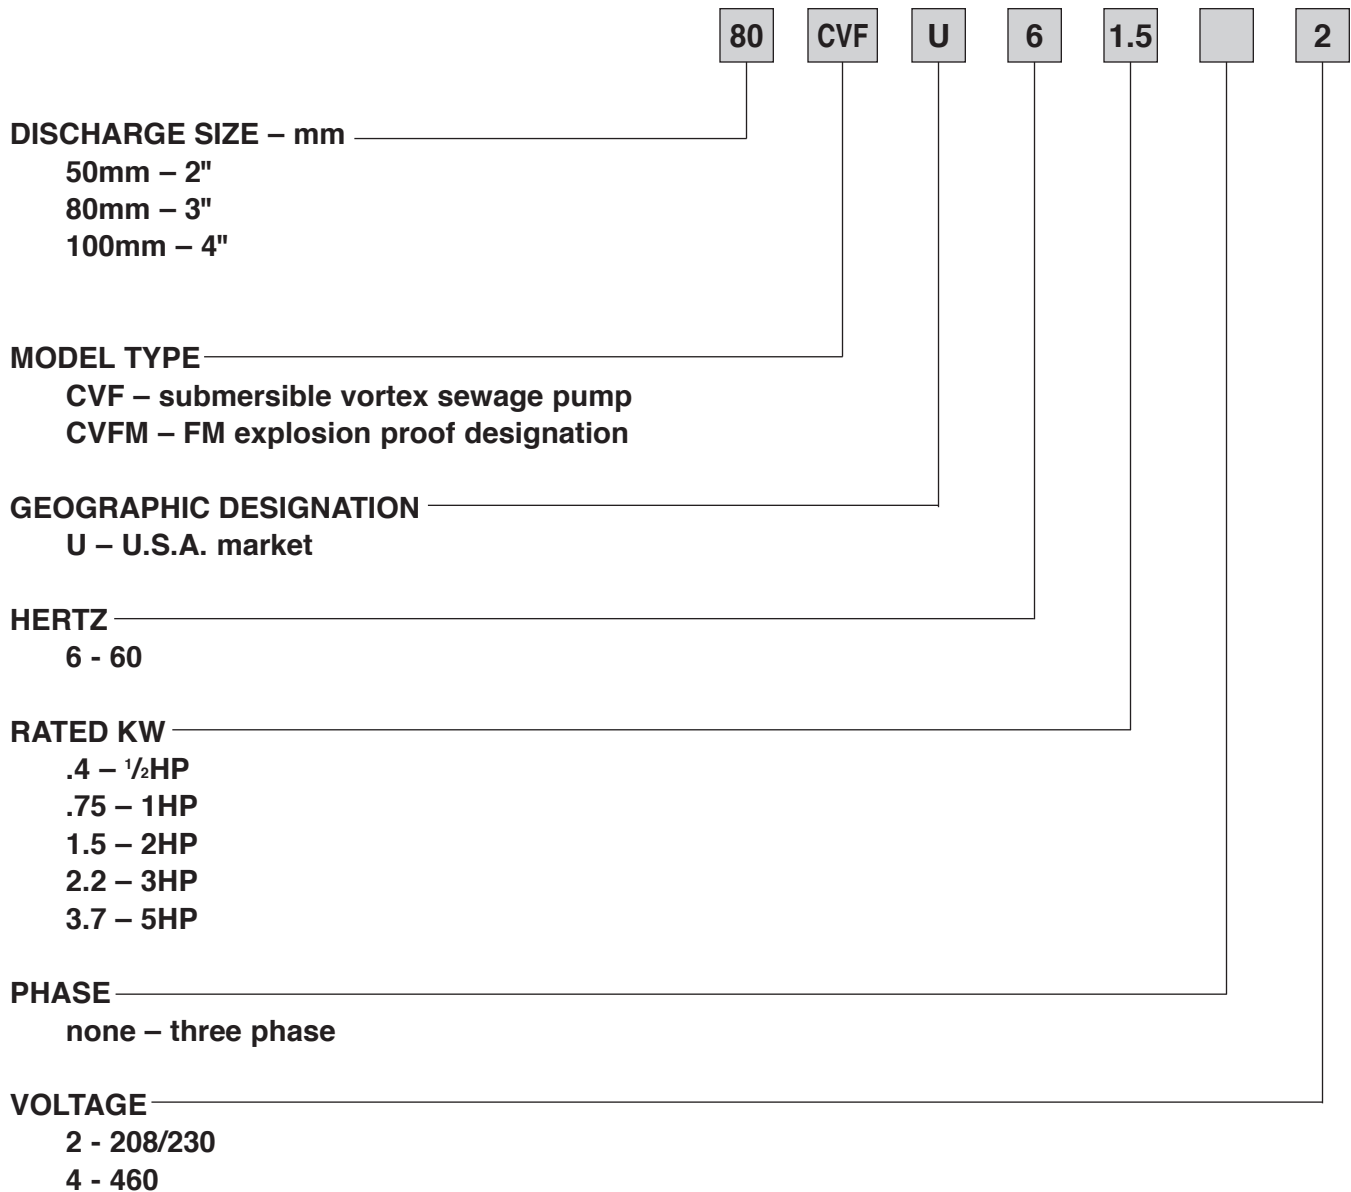 80 CVF U 6 1.5 2
DISCHARGE SIZE – mm
50mm – 2"
80mm – 3"
100mm – 4"
MODEL TYPE
CVF – submersible vortex sewage pump
CVFM – FM explosion proof designation
GEOGRAPHIC DESIGNATION
U – U.S.A. market
HERTZ
6 - 60
RATED KW
.4 – 1/2HP
.75 – 1HP
1.5 – 2HP
2.2 – 3HP
3.7 – 5HP
PHASE
none – three phase
VOLTAGE
2 - 208/230
4 - 460